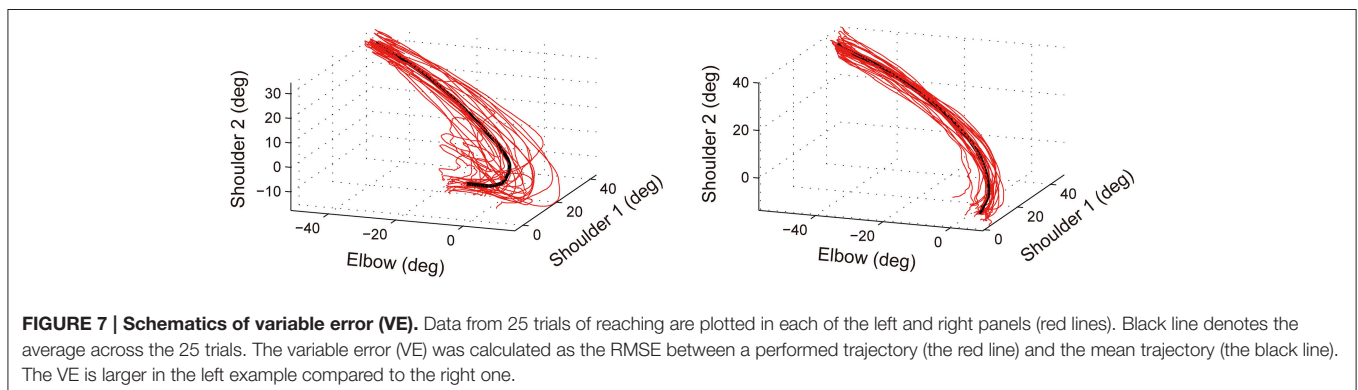 30
20
10
0
−10
Shoulder 2 (deg)
−40
−20
0
Elbow (deg)
0
20
40
Shoulder 1 (deg)
40
20
0
Shoulder 2 (deg)
−40
−20
0
Elbow (deg)
0
20
40
Shoulder 1 (deg)
FIGURE 7 | Schematics of variable error (VE). Data from 25 trials of reaching are plotted in each of the left and right panels (red lines). Black line denotes the
average across the 25 trials. The variable error (VE) was calculated as the RMSE between a performed trajectory (the red line) and the mean trajectory (the black line).
The VE is larger in the left example compared to the right one.